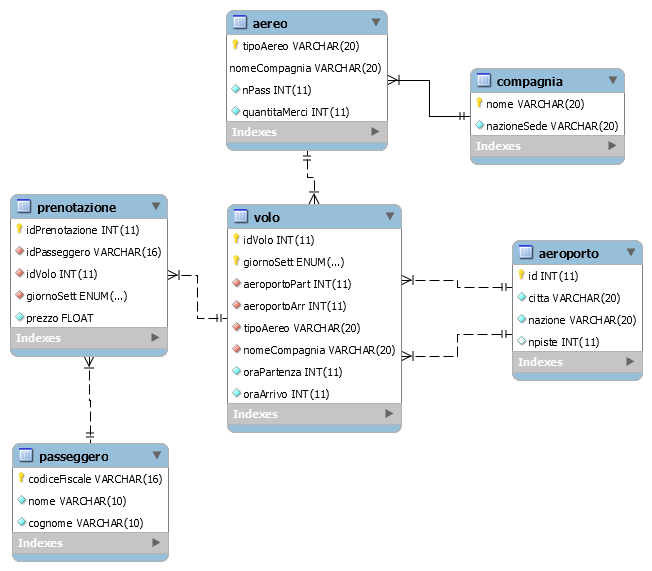 aereo
tipoAereo VARCHAR(20)
nomeCompagnia VARCHAR(20)
nPass INT(11)
quantitaMerci INT(11)
Indexes
compagnia
nome VARCHAR(20)
nazioneSede VARCHAR(20)
Indexes
prenotazione
idPrenotazione INT(11)
idPasseggero VARCHAR(16)
idVolo INT(11)
giornoSett ENUM(...)
prezzo FLOAT
Indexes
volo
idVolo INT(11)
giornoSett ENUM(...)
aeroportoPart INT(11)
aeroportoArr INT(11)
tipoAereo VARCHAR(20)
nomeCompagnia VARCHAR(20)
oraPartenza INT(11)
oraArrivo INT(11)
Indexes
aeroporto
id INT(11)
citta VARCHAR(20)
nazione VARCHAR(20)
npiste INT(11)
Indexes
passeggero
codiceFiscale VARCHAR(16)
nome VARCHAR(10)
cognome VARCHAR(10)
Indexes